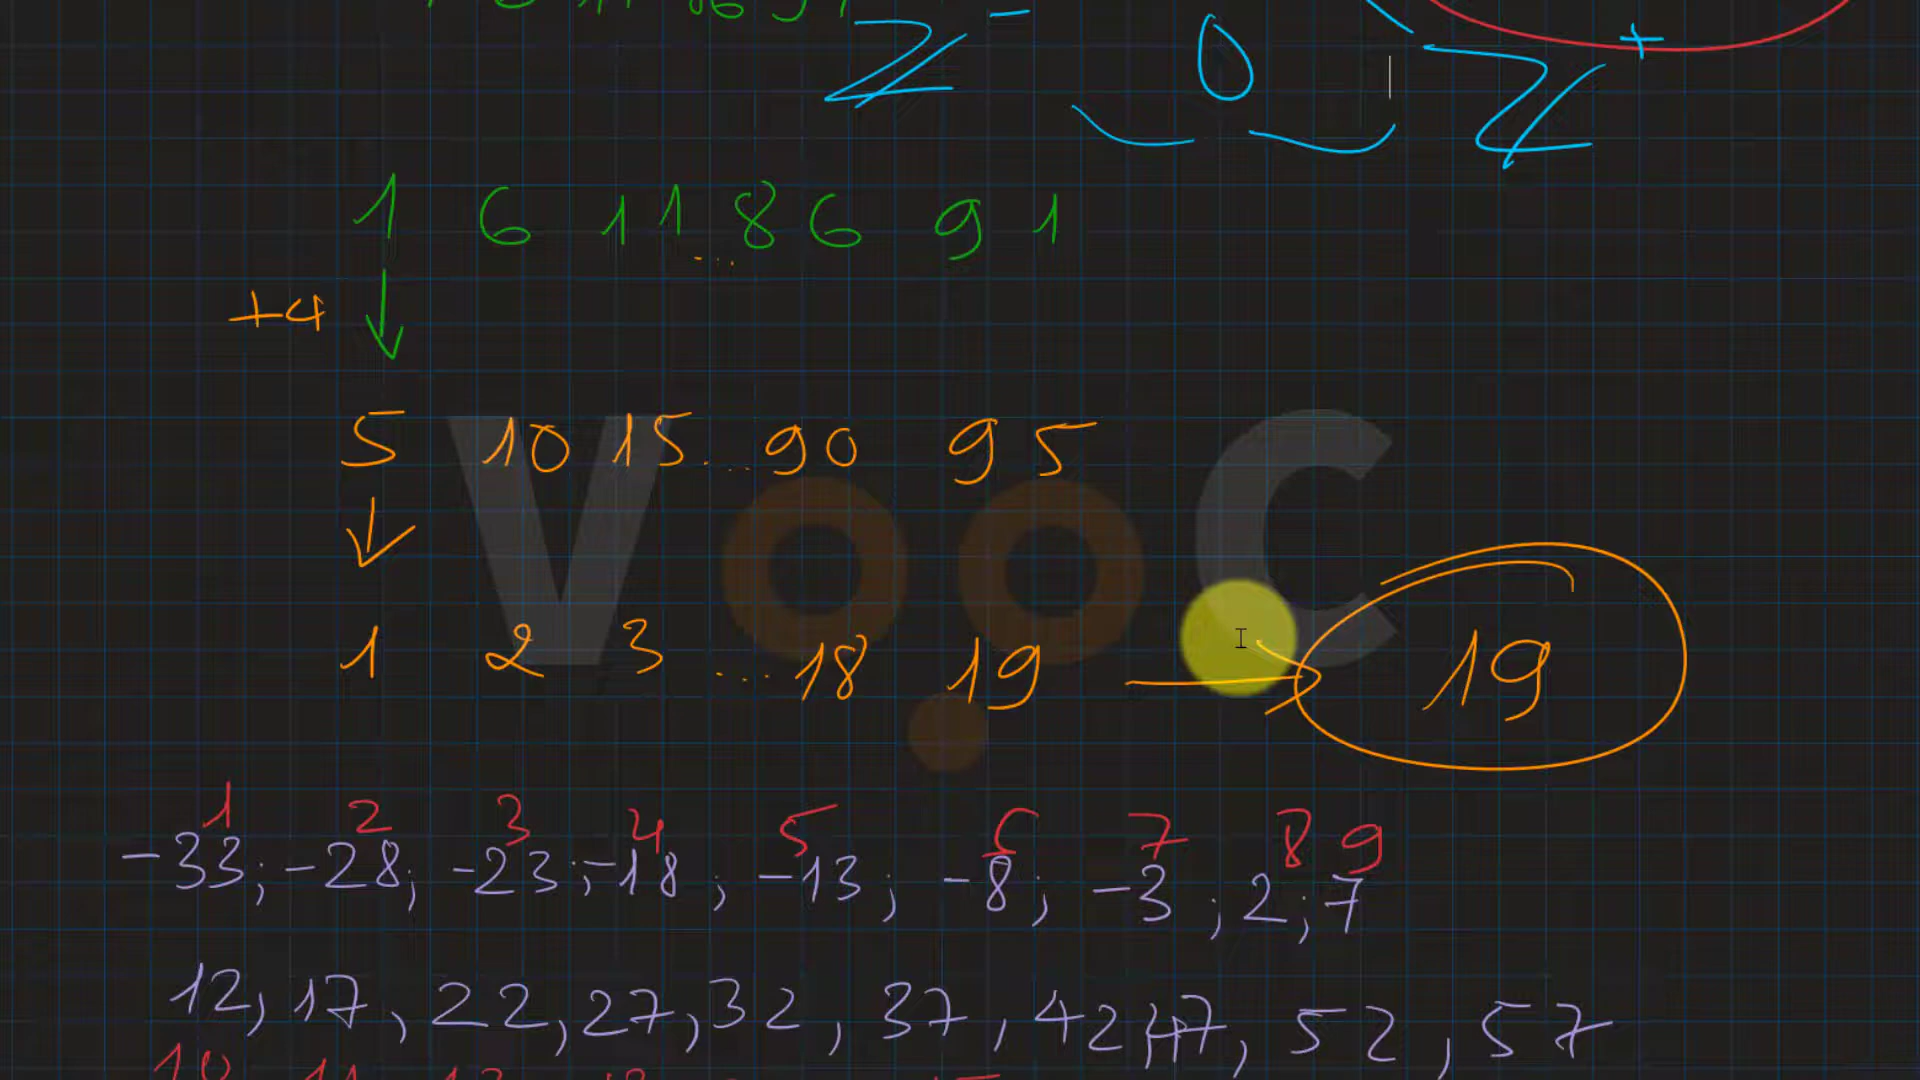 ℤ⁻ 0 ℤ⁺
1 6 11 ... 86 91
+4
5 10 15 .... 90 95
1 2 3 ... 18 19 → 19
VooC
1 2 3 4 5 6 7 8 9
-33; -28; -23; -18; -13; -8; -3; 2; 7
12, 17, 22, 27, 32, 37, 42, 47, 52, 57